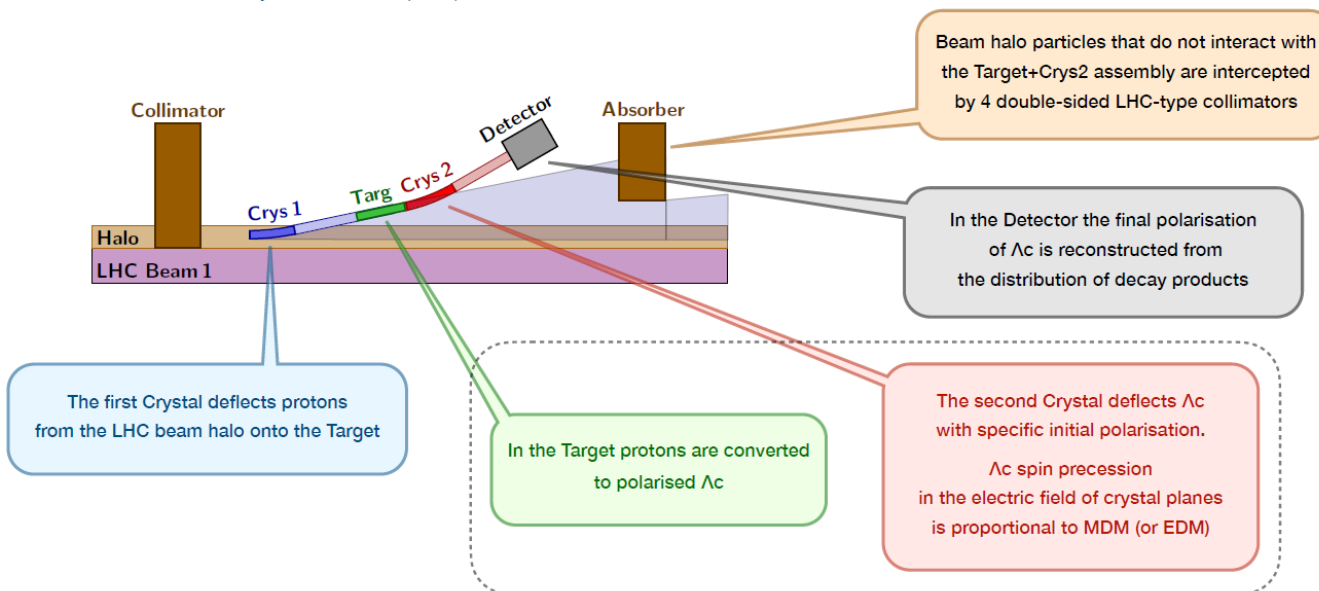 Beam halo particles that do not interact with
the Target+Crys2 assembly are intercepted
by 4 double-sided LHC-type collimators
Collimator
Detector
Absorber
Crys 1
Targ
Crys 2
Halo
LHC Beam 1
In the Detector the final polarisation
of Λc is reconstructed from
the distribution of decay products
The first Crystal deflects protons
from the LHC beam halo onto the Target
In the Target protons are converted
to polarised Λc
The second Crystal deflects Λc
with specific initial polarisation.
Λc spin precession
in the electric field of crystal planes
is proportional to MDM (or EDM)